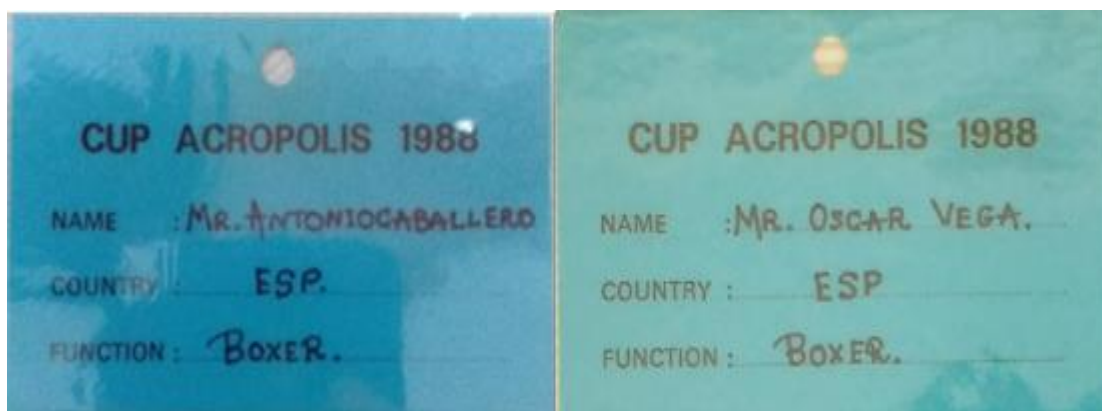 CUP ACROPOLIS 1988
NAME :MR. ANTONIOCABALLERO
COUNTRY : ESP.
FUNCTION : BOXER.
CUP ACROPOLIS 1988
NAME :MR. OSCAR VEGA.
COUNTRY : ESP
FUNCTION : BOXER.